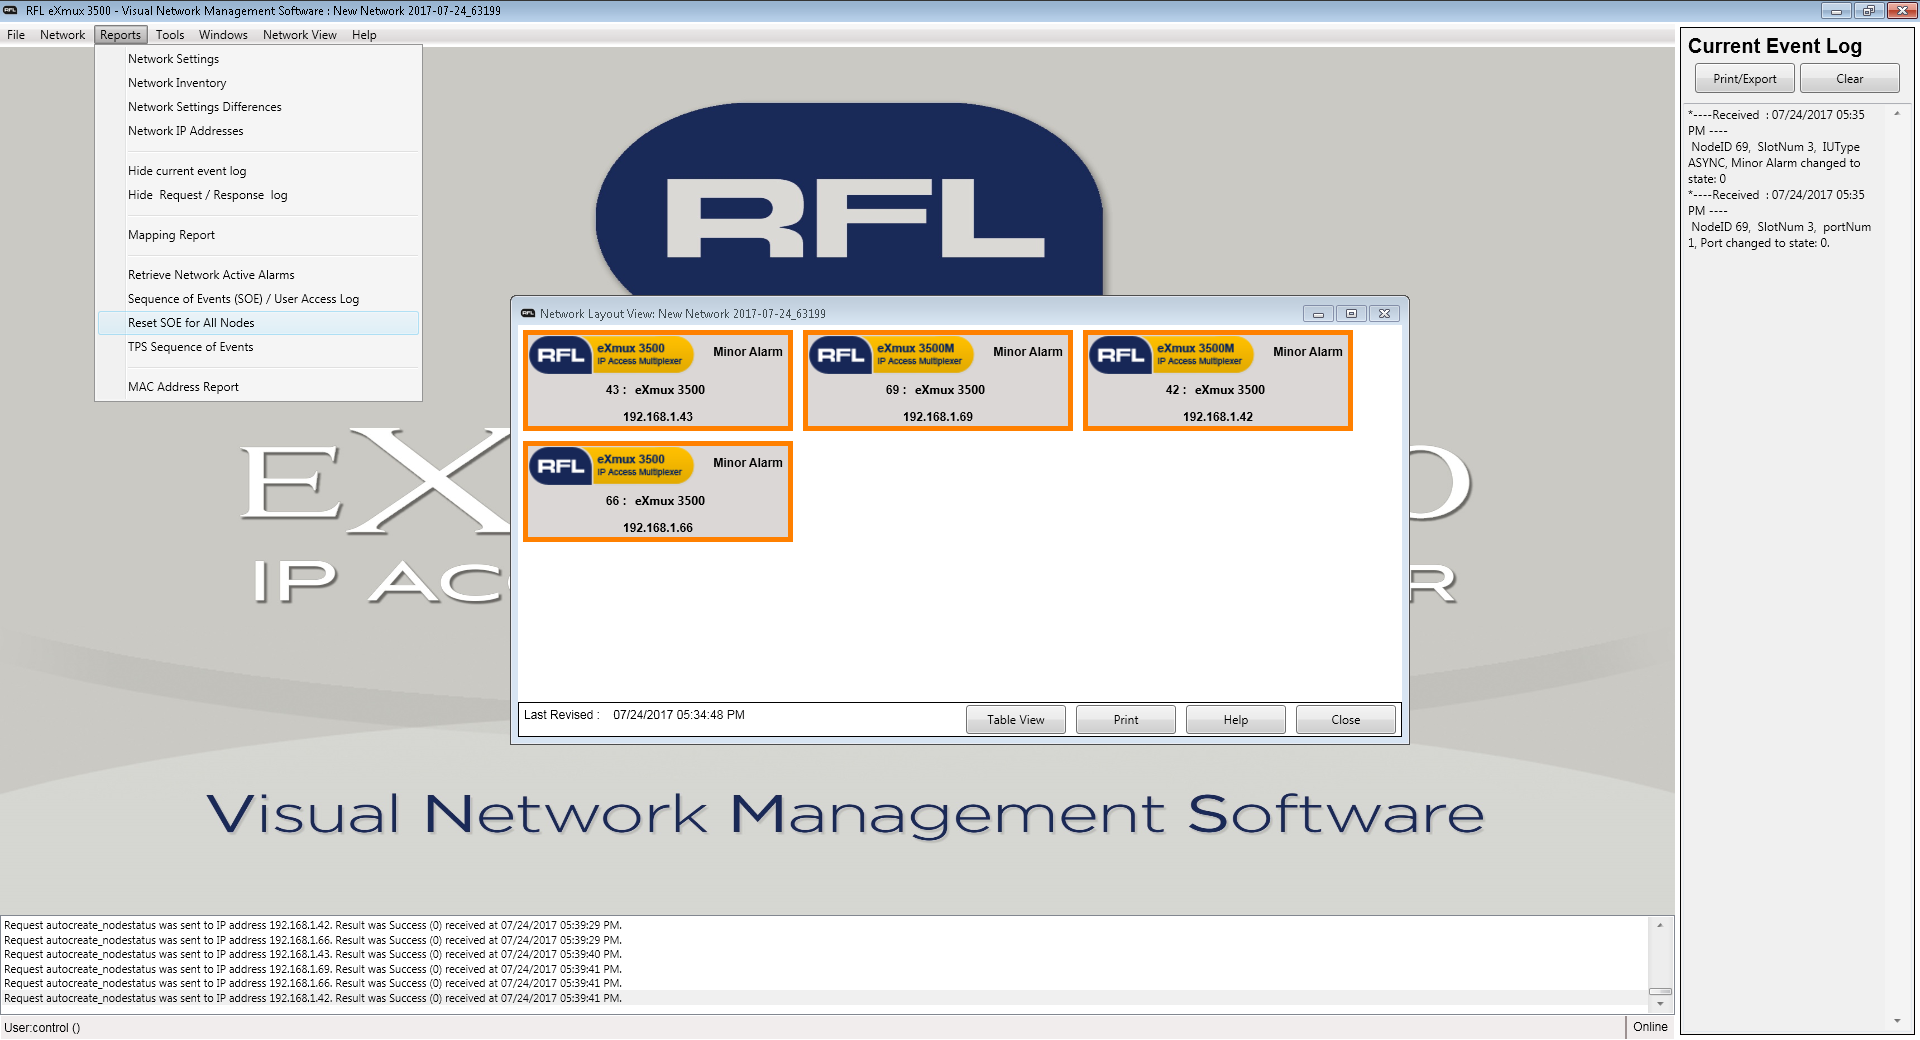 RFL eXmux 3500 - Visual Network Management Software : New Network 2017-07-24_63199
File Network Reports Tools Windows Network View Help
Network Settings
Network Inventory
Network Settings Differences
Network IP Addresses
Hide current event log
Hide  Request / Response  log
Mapping Report
Retrieve Network Active Alarms
Sequence of Events (SOE) / User Access Log
Reset SOE for All Nodes
TPS Sequence of Events
MAC Address Report
RFL
Network Layout View: New Network 2017-07-24_63199
RFL eXmux 3500 IP Access Multiplexer Minor Alarm
43 : eXmux 3500
192.168.1.43
RFL eXmux 3500M IP Access Multiplexer Minor Alarm
69 : eXmux 3500
192.168.1.69
RFL eXmux 3500M IP Access Multiplexer Minor Alarm
42 : eXmux 3500
192.168.1.42
RFL eXmux 3500 IP Access Multiplexer Minor Alarm
66 : eXmux 3500
192.168.1.66
Last Revised : 07/24/2017 05:34:48 PM
Table View Print Help Close
Visual Network Management Software
Current Event Log
Print/Export Clear
*----Received  : 07/24/2017 05:35
PM ----
NodeID 69,  SlotNum 3,  IUType
ASYNC, Minor Alarm changed to
state: 0
*----Received  : 07/24/2017 05:35
PM ----
NodeID 69,  SlotNum 3,  portNum
1, Port changed to state: 0.
Request autocreate_nodestatus was sent to IP address 192.168.1.42. Result was Success (0) received at 07/24/2017 05:39:29 PM.
Request autocreate_nodestatus was sent to IP address 192.168.1.66. Result was Success (0) received at 07/24/2017 05:39:29 PM.
Request autocreate_nodestatus was sent to IP address 192.168.1.43. Result was Success (0) received at 07/24/2017 05:39:40 PM.
Request autocreate_nodestatus was sent to IP address 192.168.1.69. Result was Success (0) received at 07/24/2017 05:39:41 PM.
Request autocreate_nodestatus was sent to IP address 192.168.1.66. Result was Success (0) received at 07/24/2017 05:39:41 PM.
Request autocreate_nodestatus was sent to IP address 192.168.1.42. Result was Success (0) received at 07/24/2017 05:39:41 PM.
User:control ()
Online